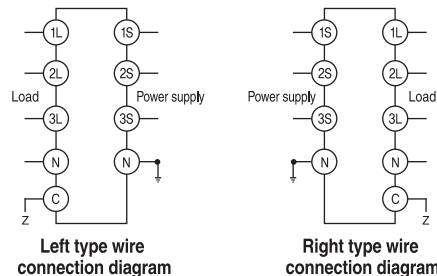 1L 1S
2L 2S
Load Power supply
3L 3S
N N
C
Z
Left type wire
connection diagram
1S 1L
2S 2L
Power supply Load
3S 3L
N N
C
Z
Right type wire
connection diagram